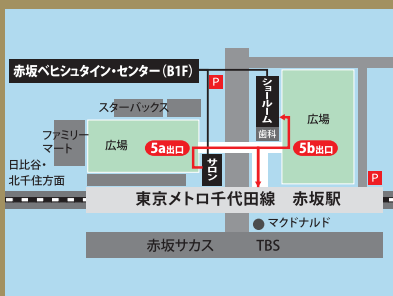 赤坂ベヒシュタイン・センター(B1F)
P
スターバックス
ショールーム
広場
ファミリー
マート
広場
5a出口
歯科
5b出口
サロン
日比谷・
北千住方面
P
東京メトロ千代田線 赤坂駅
マクドナルド
赤坂サカス TBS